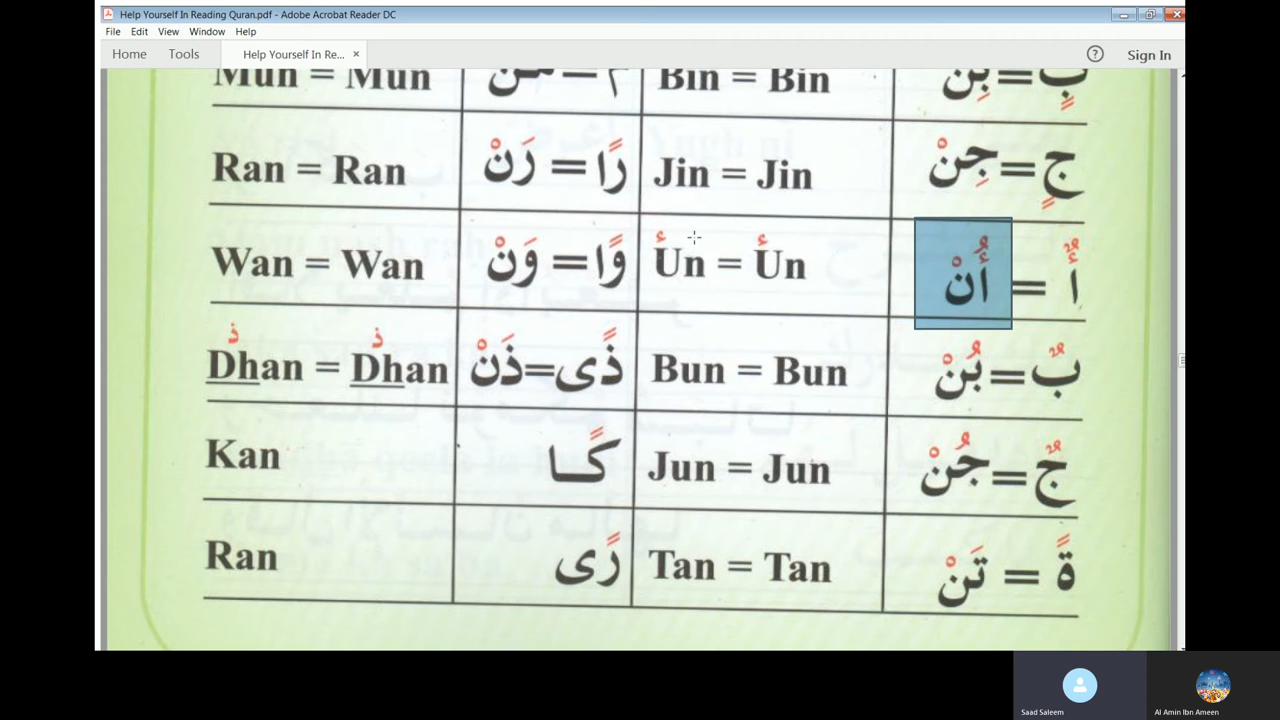 Help Yourself In Reading Quran.pdf - Adobe Acrobat Reader DC
File Edit View Window Help
Home Tools Help Yourself In Re... × ? Sign In
Mun = Mun مٌ = مُنْ Bin = Bin بٍ = بِنْ
Ran = Ran رًا = رَنْ Jin = Jin جٍ = جِنْ
Wan = Wan وًا = وَنْ Un = Un أٌ = أُنْ
Dhan = Dhan ذًى = ذَنْ Bun = Bun بٌ = بُنْ
Kan كًا Jun = Jun جٌ = جُنْ
Ran رًى Tan = Tan ةً = تَنْ
Saad Saleem Al Amin Ibn Ameen